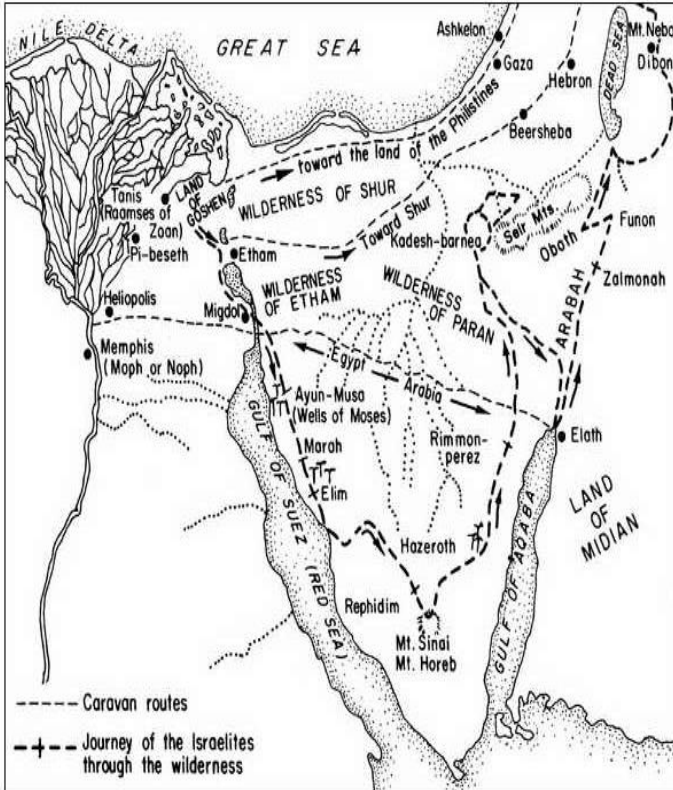 NILE DELTA
GREAT SEA
Ashkelon
Gaza
Mt. Nebo
Dibon
DEAD SEA
Hebron
Beersheba
toward the land of the Philistines
Tanis
(Raamses of
Zoan)
LAND
OF
GOSHEN
WILDERNESS OF SHUR
Pi-beseth
Etham
Toward Shur
Kadesh-barnea
Seir Mts.
Obath
Funon
Zalmonah
Heliopolis
Migdol
WILDERNESS
OF ETHAM
WILDERNESS
OF PARAN
ARABAH
Memphis
(Moph or Noph)
Egypt
Arabia
Ayun-Musa
(Wells of Moses)
Marah
Elim
Rimmon-
perez
Elath
GULF OF SUEZ (RED SEA)
Hazeroth
LAND
OF
MIDIAN
GULF OF AQABA
Rephidim
Mt. Sinai
Mt. Horeb
Caravan routes
Journey of the Israelites
through the wilderness